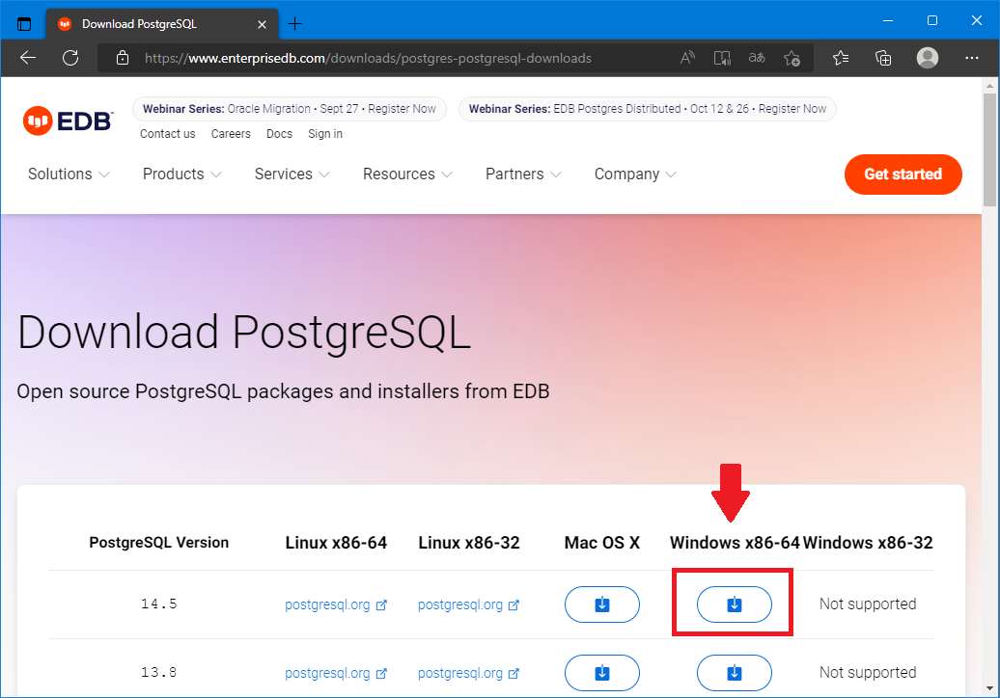 Download PostgreSQL
https://www.enterprisedb.com/downloads/postgres-postgresql-downloads
EDB™
Webinar Series: Oracle Migration • Sept 27 • Register Now
Webinar Series: EDB Postgres Distributed • Oct 12 & 26 • Register Now
Contact us Careers Docs Sign in
Solutions Products Services Resources Partners Company Get started
Download PostgreSQL
Open source PostgreSQL packages and installers from EDB
PostgreSQL Version Linux x86-64 Linux x86-32 Mac OS X Windows x86-64 Windows x86-32
14.5 postgresql.org postgresql.org Not supported
13.8 postgresql.org postgresql.org Not supported